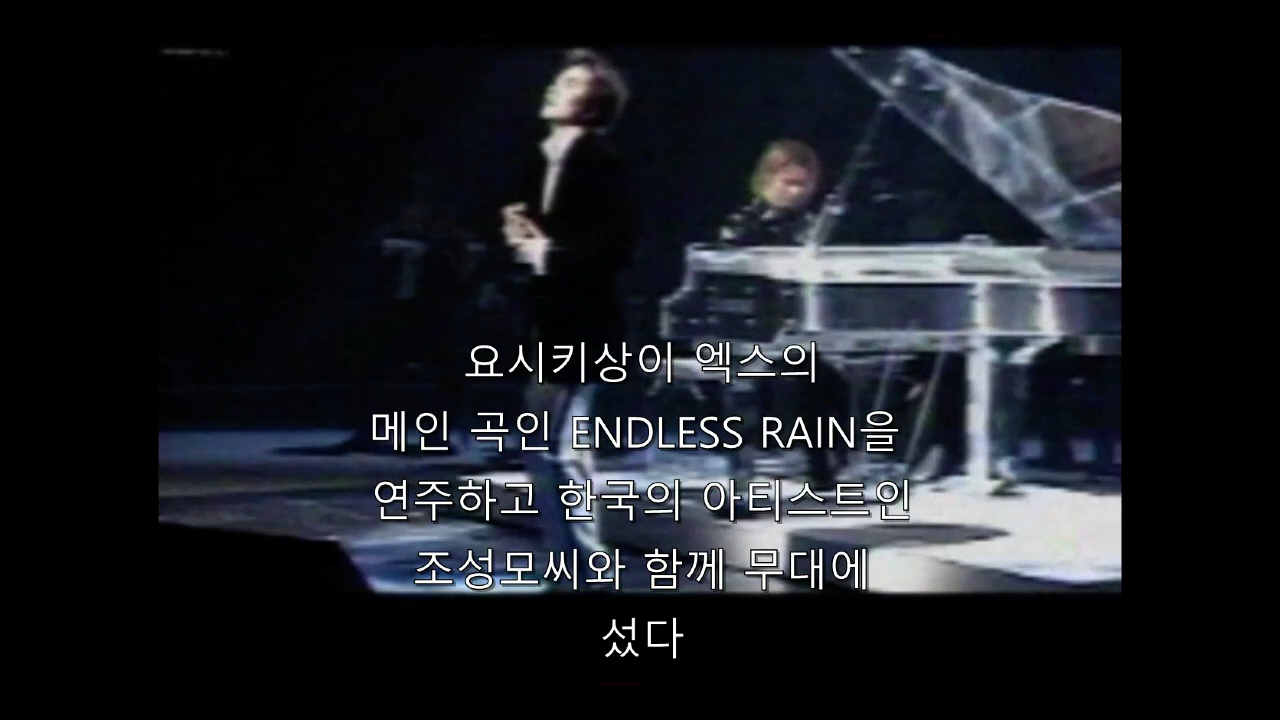 요시키상이 엑스의
메인 곡인 ENDLESS RAIN을
연주하고 한국의 아티스트인
조성모씨와 함께 무대에
섰다